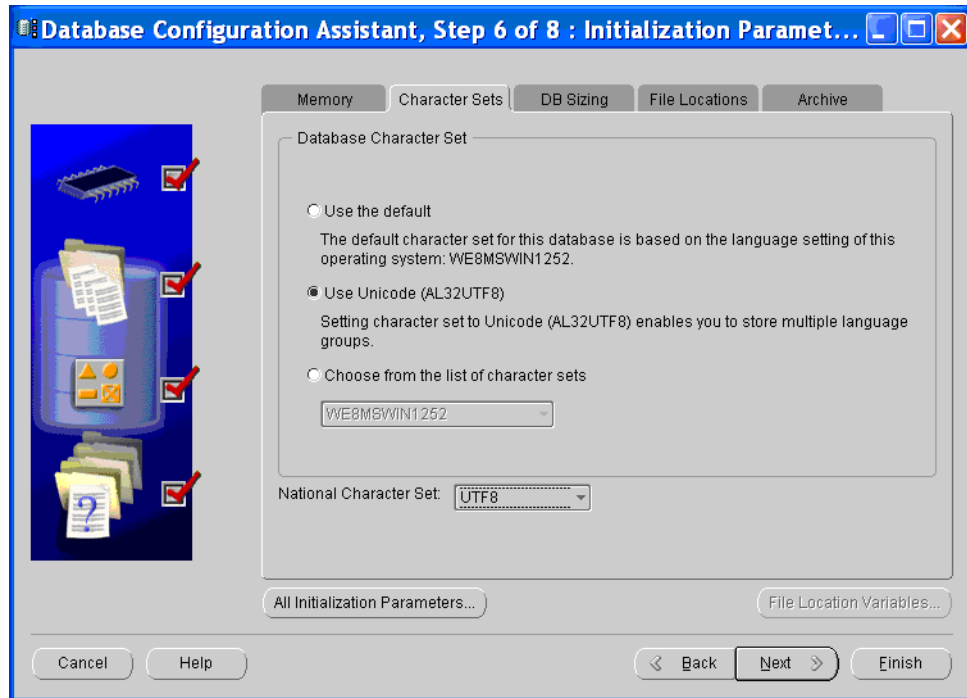 Database Configuration Assistant, Step 6 of 8 : Initialization Paramet...
Memory Character Sets DB Sizing File Locations Archive
Database Character Set
Use the default
The default character set for this database is based on the language setting of this
operating system: WE8MSWIN1252.
Use Unicode (AL32UTF8)
Setting character set to Unicode (AL32UTF8) enables you to store multiple language
groups.
Choose from the list of character sets
WE8MSWIN1252
National Character Set: UTF8
All Initialization Parameters... File Location Variables...
Cancel Help Back Next Finish